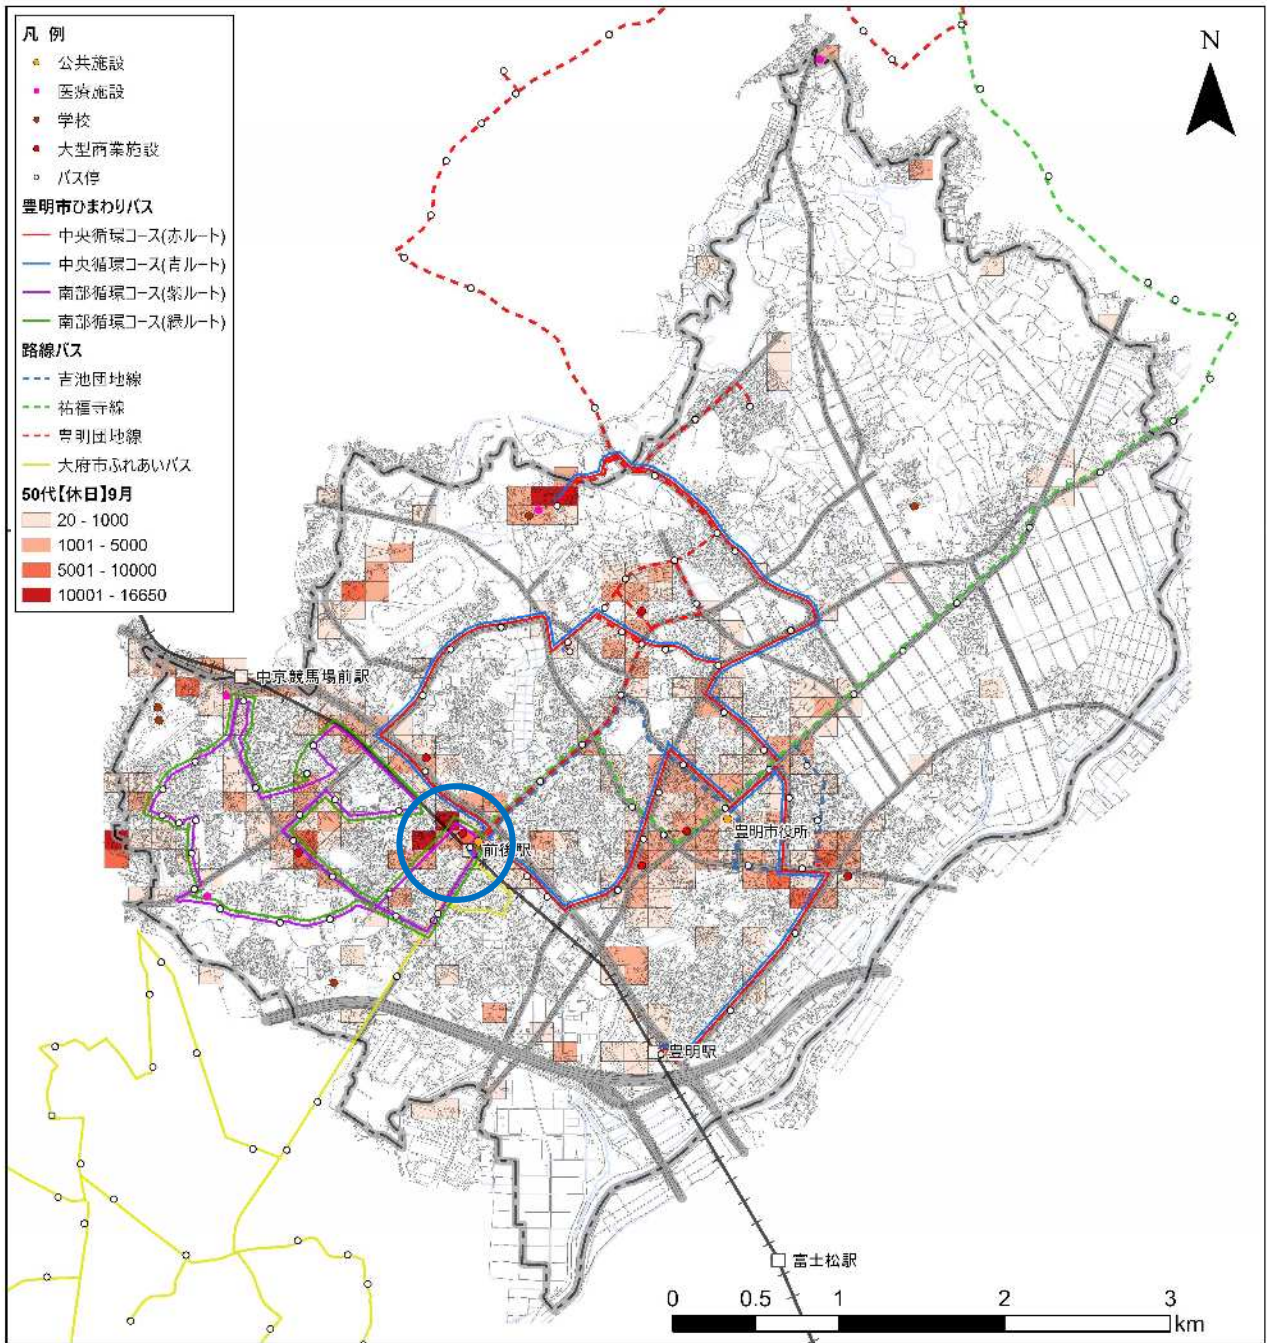 凡 例
公共施設
医療施設
学校
大型商業施設
バス停
豊明市ひまわりバス
中央循環コース(赤ルート)
中央循環コース(青ルート)
南部循環コース(紫ルート)
南部循環コース(緑ルート)
路線バス
吉池団地線
祐福寺線
豊明団地線
大府市ふれあいバス
50代【休日】9月
20 - 1000
1001 - 5000
5001 - 10000
10001 - 16650
N
中京競馬場前駅
前後駅
豊明市役所
豊明駅
富士松駅
0 0.5 1 2 3
km